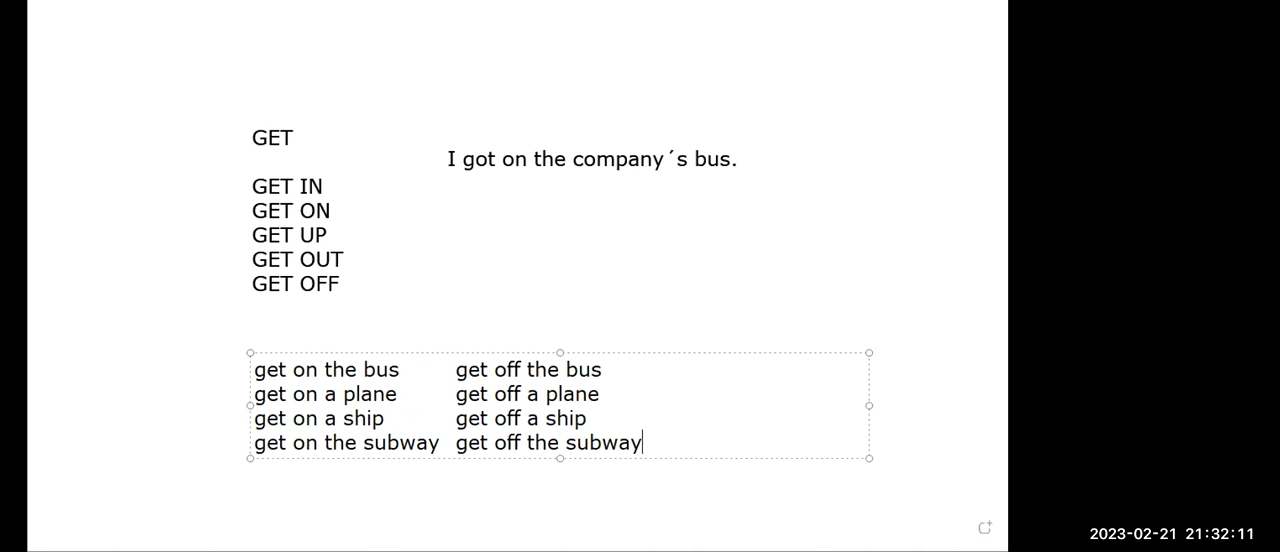 GET
I got on the company´s bus.
GET IN
GET ON
GET UP
GET OUT
GET OFF
get on the bus get off the bus
get on a plane get off a plane
get on a ship get off a ship
get on the subway get off the subway
2023-02-21 21:32:11